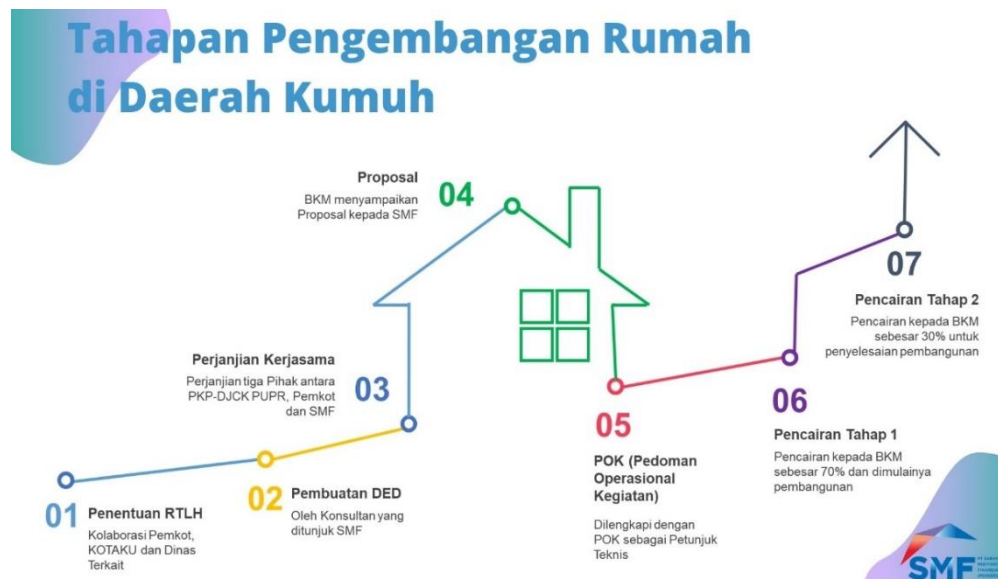 Tahapan Pengembangan Rumah
di Daerah Kumuh
01
Penentuan RTLH
Kolaborasi Pemkot,
KOTAKU dan Dinas
Terkait
02
Pembuatan DED
Oleh Konsultan yang
ditunjuk SMF
03
Perjanjian Kerjasama
Perjanjian tiga Pihak antara
PKP-DJCK PUPR, Pemkot
dan SMF
04
Proposal
BKM menyampaikan
Proposal kepada SMF
05
POK (Pedoman
Operasional
Kegiatan)
Dilengkapi dengan
POK sebagai Petunjuk
Teknis
06
Pencairan Tahap 1
Pencairan kepada BKM
sebesar 70% dan dimulainya
pembangunan
07
Pencairan Tahap 2
Pencairan kepada BKM
sebesar 30% untuk
penyelesaian pembangunan
SMF